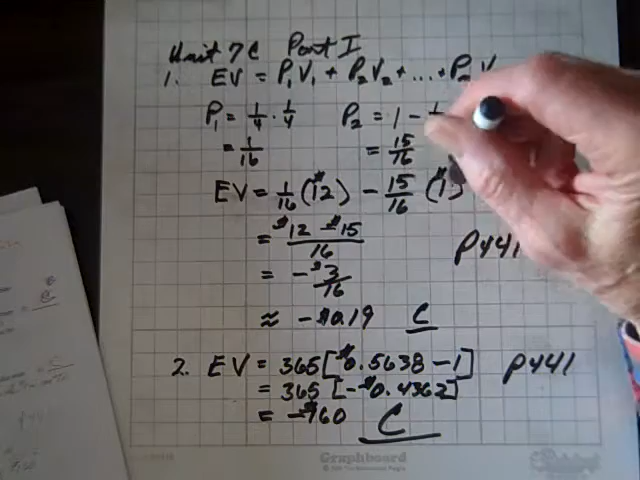 Unit 7C Part I
1. EV = P₁V₁ + P₂V₂ + ... + P V
P₁ = 1/4 · 1/4 P₂ = 1 - 1
= 1/16 = 15/16
EV = 1/16 ($12) - 15/16 ($1)
= $12 - $15 / 16
= -$3/16 P441
≈ -$0.19 C
2. EV = 365[$0.5638 - 1] P441
= 365 [-$0.4362]
= -$160 C
Graphboard